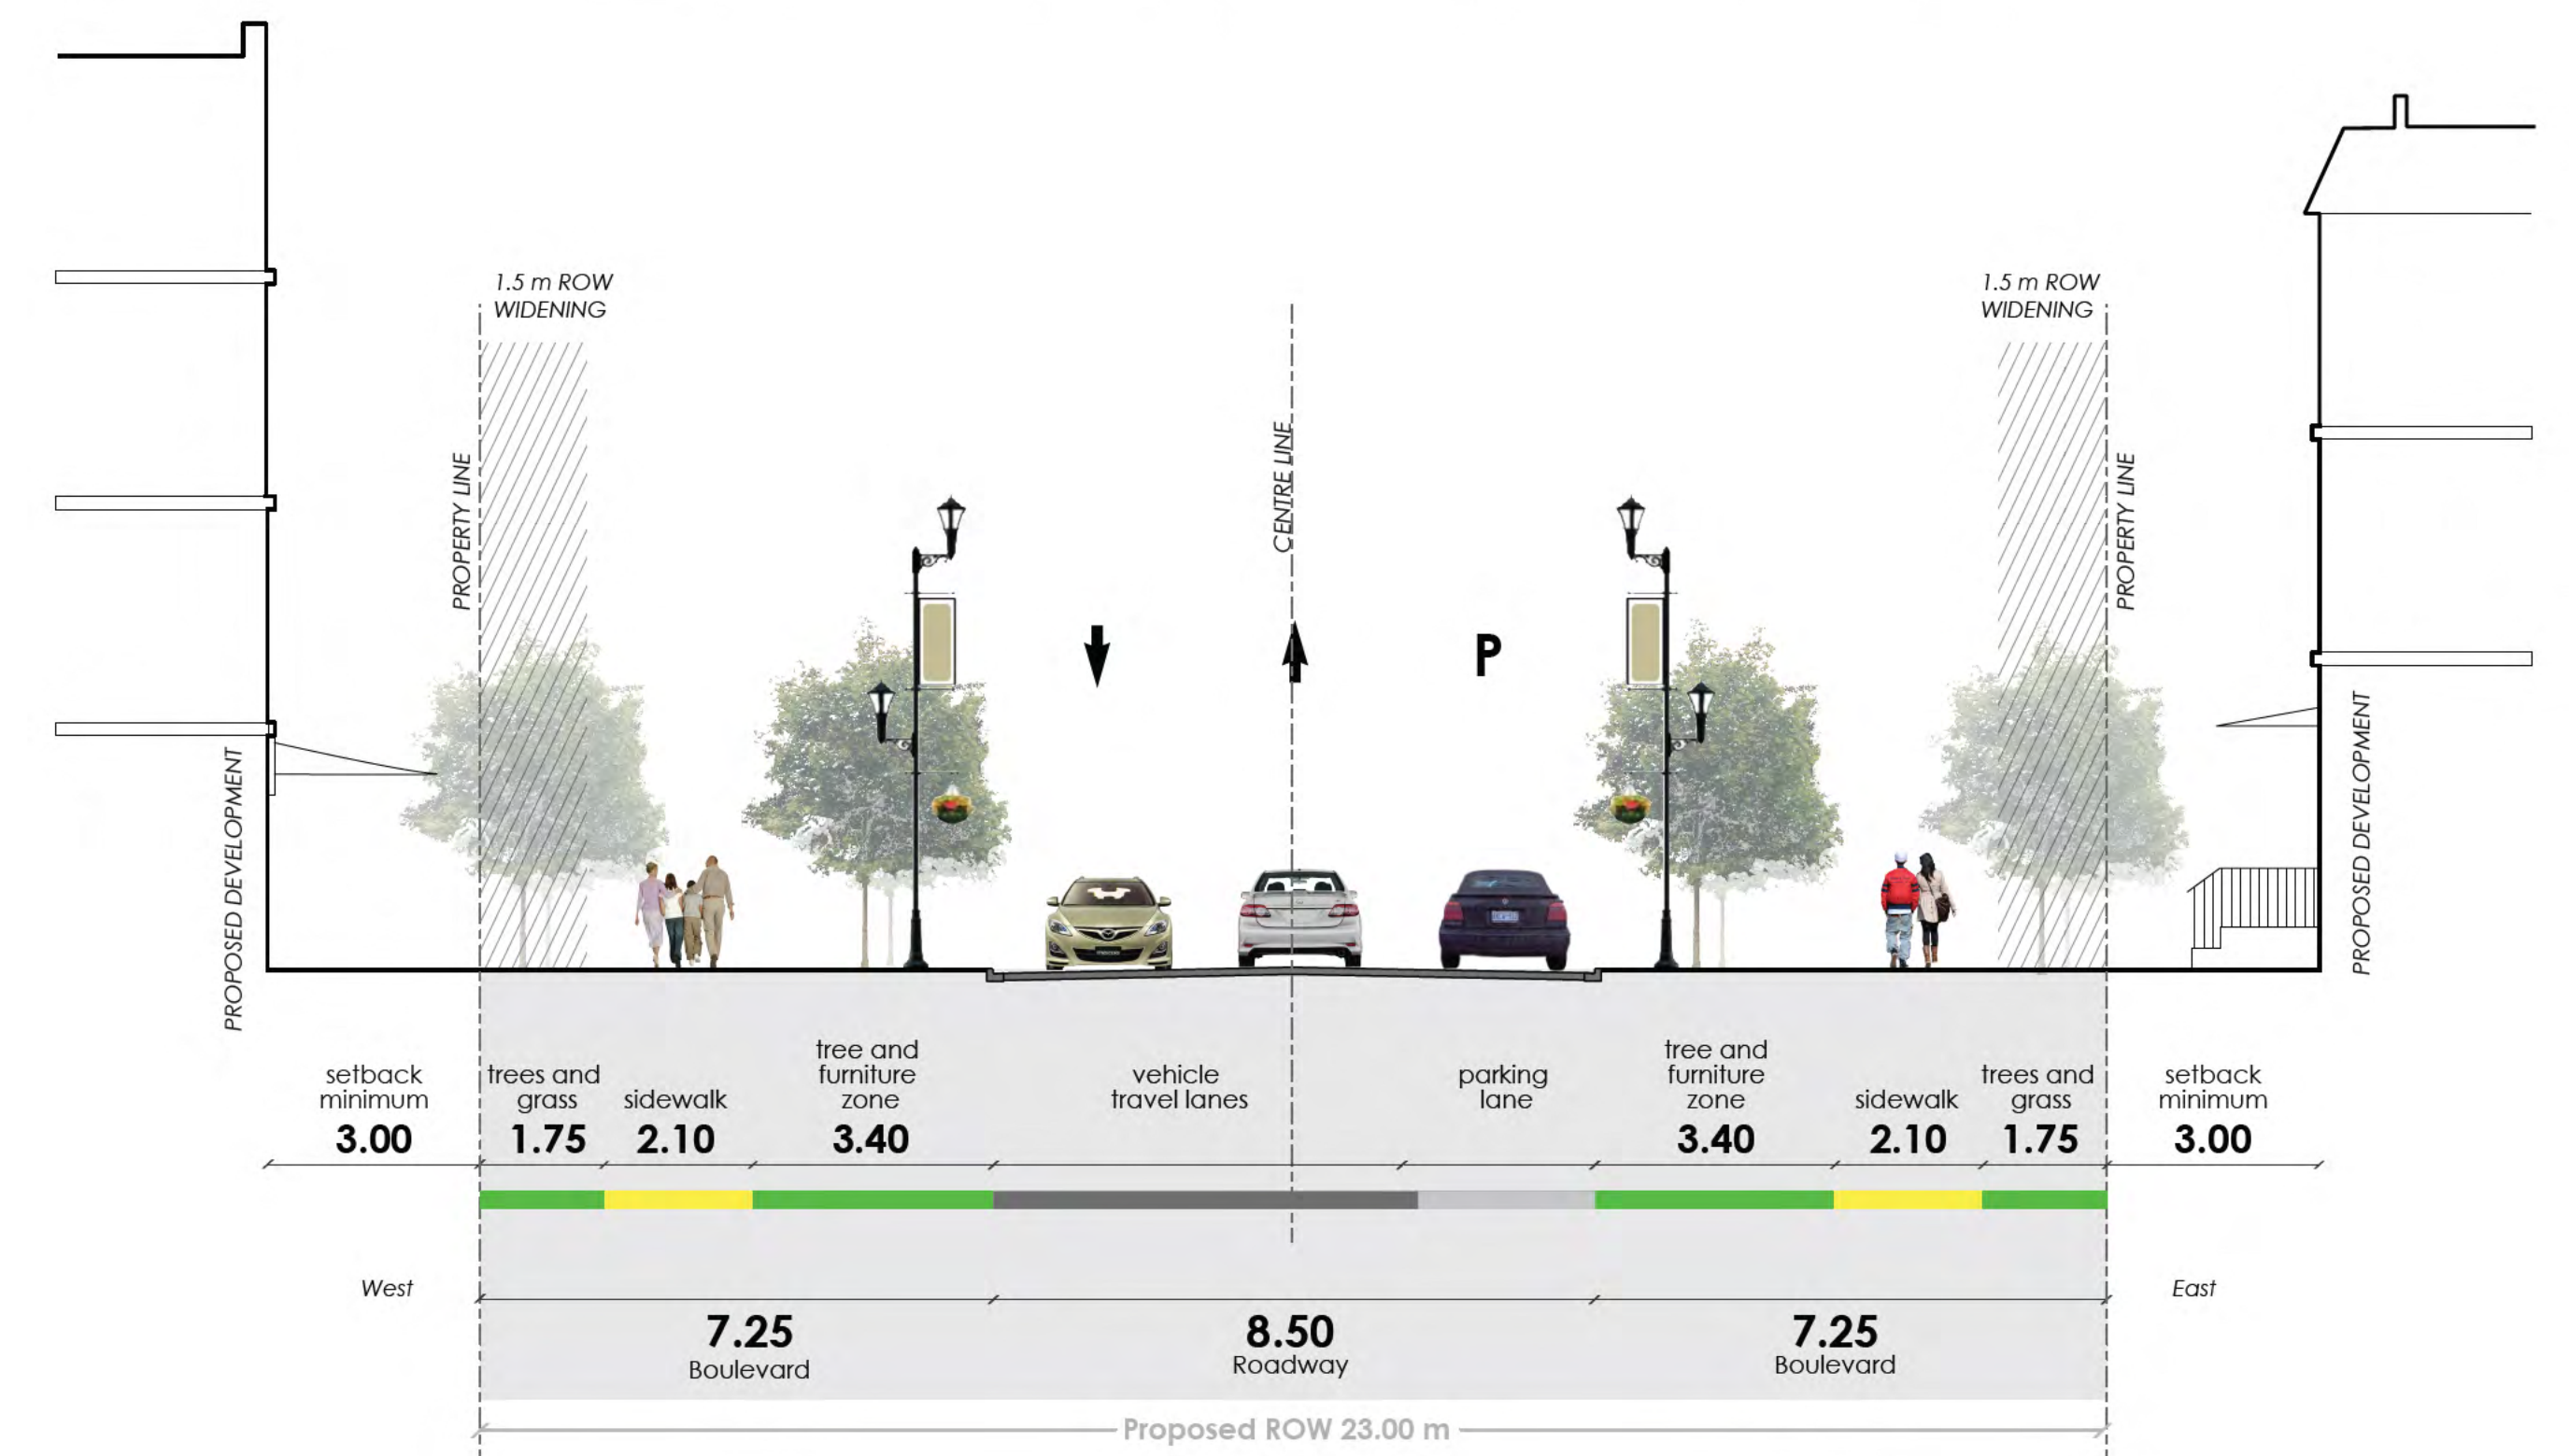 1.5 m ROW
WIDENING
1.5 m ROW
WIDENING
PROPERTY LINE
CENTRE LINE
PROPERTY LINE
P
PROPOSED DEVELOPMENT
PROPOSED DEVELOPMENT
setback
minimum
3.00
trees and
grass
1.75
sidewalk
2.10
tree and
furniture
zone
3.40
vehicle
travel lanes
parking
lane
tree and
furniture
zone
3.40
sidewalk
2.10
trees and
grass
1.75
setback
minimum
3.00
West
East
7.25
Boulevard
8.50
Roadway
7.25
Boulevard
Proposed ROW 23.00 m